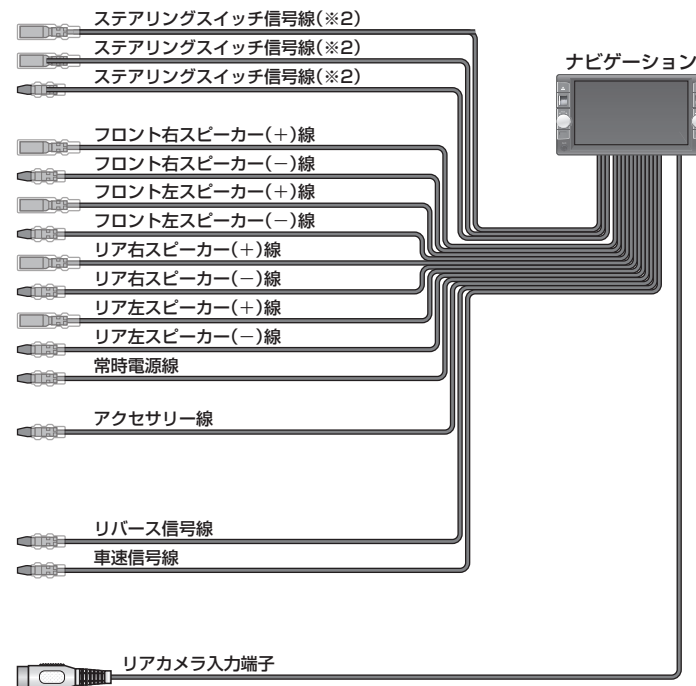 ステアリングスイッチ信号線(※2)
ステアリングスイッチ信号線(※2)
ステアリングスイッチ信号線(※2)
ナビゲーション
フロント右スピーカー(+)線
フロント右スピーカー(−)線
フロント左スピーカー(+)線
フロント左スピーカー(−)線
リア右スピーカー(+)線
リア右スピーカー(−)線
リア左スピーカー(+)線
リア左スピーカー(−)線
常時電源線
アクセサリー線
リバース信号線
車速信号線
リアカメラ入力端子